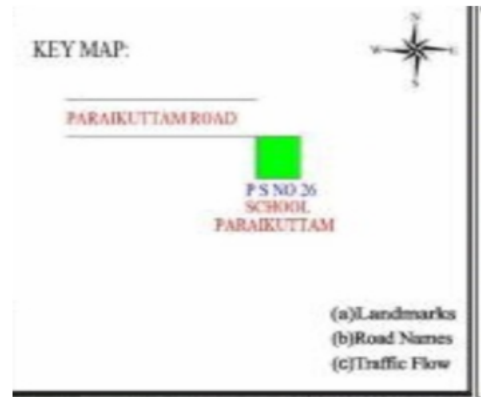 N
KEY MAP:
W E
S
PARAIKUTTAM ROAD
P S NO 26
SCHOOL
PARAIKUTTAM
(a)Landmarks
(b)Road Names
(c)Traffic Flow